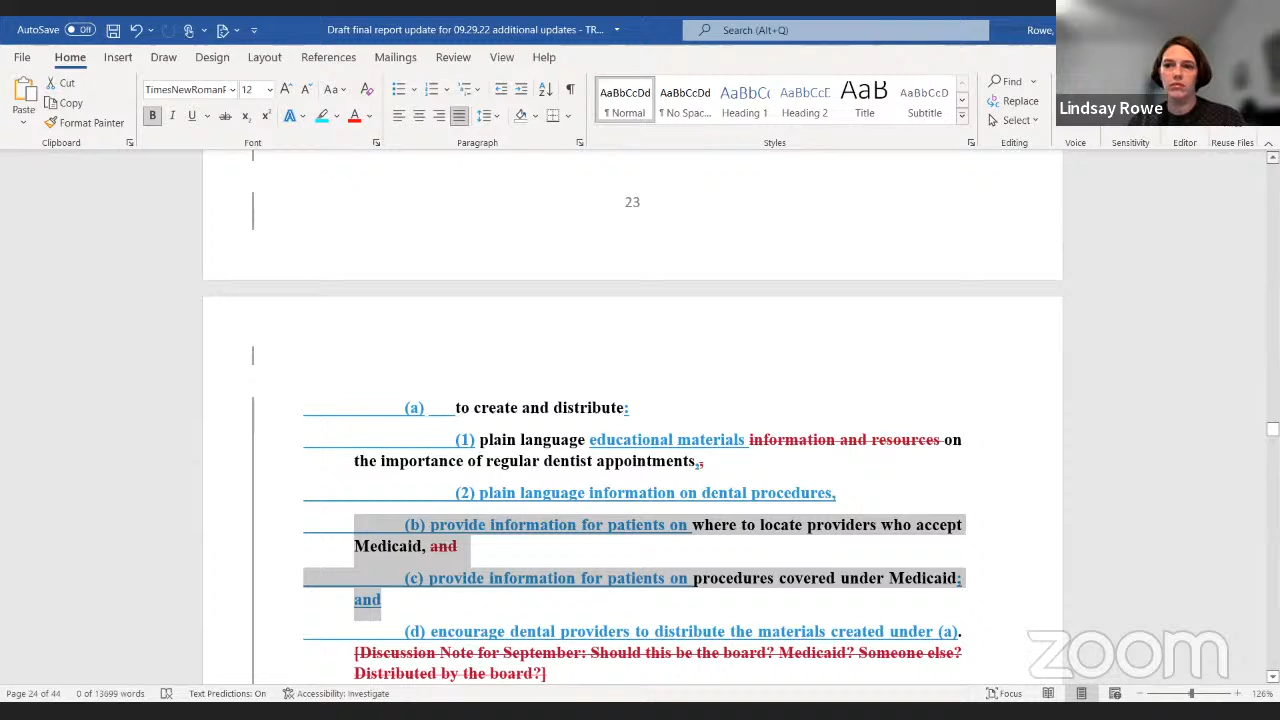 AutoSave Off Draft final report update for 09.29.22 additional updates - TR... Search (Alt+Q) Rowe,
File Home Insert Draw Design Layout References Mailings Review View Help
Paste Cut Copy Format Painter
TimesNewRomanF 12 Aa
B I U ab x2 x2 A A
AaBbCcDd AaBbCcDd AaBbC( AaBbCcE AaB AaBbCcD
¶ Normal ¶ No Spac... Heading 1 Heading 2 Title Subtitle
Find Replace Select
Clipboard Font Paragraph Styles Editing Voice Sensitivity Editor Reuse Files
Lindsay Rowe
23
(a) to create and distribute:
(1) plain language educational materials information and resources on
the importance of regular dentist appointments,,
(2) plain language information on dental procedures,
(b) provide information for patients on where to locate providers who accept
Medicaid, and
(c) provide information for patients on procedures covered under Medicaid;
and
(d) encourage dental providers to distribute the materials created under (a).
[Discussion Note for September: Should this be the board? Medicaid? Someone else?
Distributed by the board?]
zoom
Page 24 of 44 0 of 13699 words Text Predictions: On Accessibility: Investigate Focus 126%